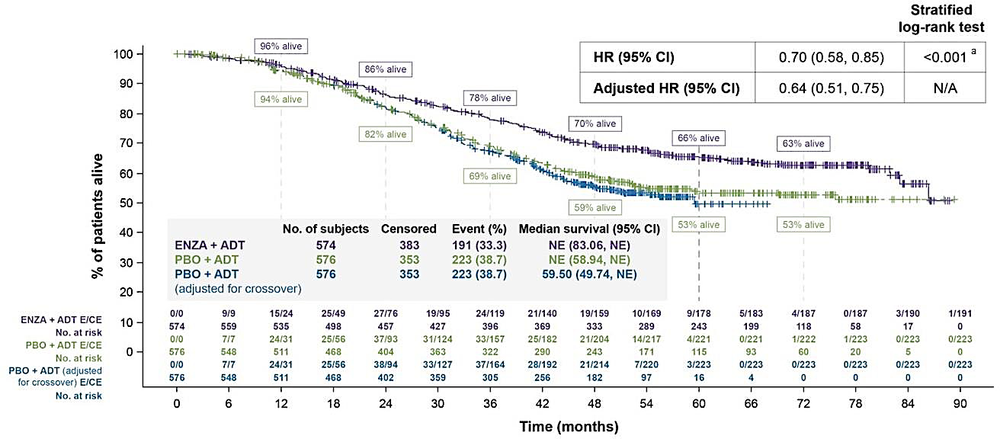 Stratified
log-rank test
HR (95% CI) 0.70 (0.58, 0.85) <0.001 a
Adjusted HR (95% CI) 0.64 (0.51, 0.75) N/A
% of patients alive
100
90
80
70
60
50
40
30
20
10
0
96% alive
94% alive
86% alive
82% alive
78% alive
69% alive
70% alive
59% alive
66% alive
53% alive
63% alive
53% alive
No. of subjects Censored Event (%) Median survival (95% CI)
ENZA + ADT 574 383 191 (33.3) NE (83.06, NE)
PBO + ADT 576 353 223 (38.7) NE (58.94, NE)
PBO + ADT 576 353 223 (38.7) 59.50 (49.74, NE)
(adjusted for crossover)
ENZA + ADT E/CE 0/0 9/9 15/24 25/49 27/76 19/95 24/119 21/140 19/159 10/169 9/178 5/183 4/187 0/187 3/190 1/191
No. at risk 574 559 535 498 457 427 396 369 333 289 243 199 118 58 17 0
PBO + ADT E/CE 0/0 7/7 24/31 25/56 37/93 31/124 33/157 25/182 21/204 14/217 4/221 0/221 1/222 1/223 0/223 0/223
No. at risk 576 548 511 468 404 363 322 290 243 171 115 93 60 20 5 0
PBO + ADT (adjusted 0/0 7/7 24/31 25/56 38/94 33/127 37/164 28/192 21/214 7/220 3/223 0/223 0/223 0/223 0/223 0/223
for crossover) E/CE 576 548 511 468 402 359 305 256 182 97 16 4 0 0 0 0
No. at risk
0 6 12 18 24 30 36 42 48 54 60 66 72 78 84 90
Time (months)